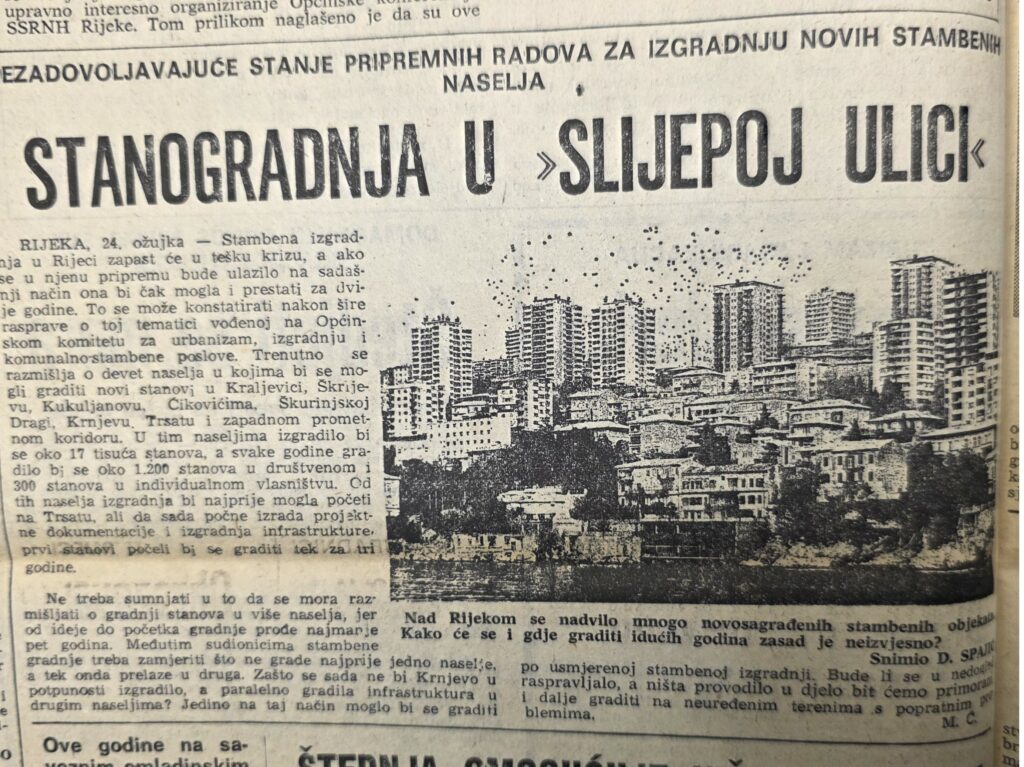 upravno interesno organiziranje
SSRNH Rijeke. Tom prilikom naglašeno je da su ove
EZADOVOLJAVAJUĆE STANJE PRIPREMNIH RADOVA ZA IZGRADNJU NOVIH STAMBENIH
NASELJA
STANOGRADNJA U »SLIJEPOJ ULICI«
RIJEKA, 24. ožujka — Stambena izgrad-
nja u Rijeci zapast će u tešku krizu, a ako
se u njenu pripremu bude ulazilo na sadaš-
nji način ona bi čak mogla i prestati za dvi-
je godine. To se može konstatirati nakon šire
rasprave o toj tematici vođenoj na Općin-
skom komitetu za urbanizam, izgradnju i
komunalno-stambene poslove. Trenutno se
razmišlja o devet naselja u kojima bi se mo-
gli graditi novi stanovi u Kraljevici, Škrlje-
vu, Kukuljanovu, Čikovićima, Škurinjskoj
Dragi, Krnjevu, Trsatu i zapadnom promet-
nom koridoru. U tim naseljima izgradilo bi
se oko 17 tisuća stanova, a svake godine gra-
dilo bi se oko 1.200 stanova u društvenom i
300 stanova u individualnom vlasništvu. Od
tih naselja izgradnja bi najprije mogla početi
na Trsatu, ali da sada počne izrada projekt-
ne dokumentacije i izgradnja infrastrukture,
prvi stanovi počeli bi se graditi tek za tri
godine.
Ne treba sumnjati u to da se mora raz-
mišljati o gradnji stanova u više naselja, jer
od ideje do početka gradnje prođe najmanje
pet godina. Međutim sudionicima stambene
gradnje treba zamjeriti što ne grade najprije jedno naselje,
a tek onda prelaze u druga. Zašto se sada ne bi Krnjevo u
potpunosti izgradilo, a paralelno gradila infrastruktura u
drugim naseljima? Jedino na taj način moglo bi se graditi
Nad Rijekom se nadvilo mnogo novosagrađenih stambenih objekata.
Kako će se i gdje graditi idućih godina zasad je neizvjesno?
Snimio D. SPAJIĆ
po usmjerenoj stambenoj izgradnji. Bude li se u nedogled
raspravljalo, a ništa provodilo u djelo bit ćemo primorani
i dalje graditi na neuređenim terenima s popratnim pro
blemima.
M. Č.
Ove godine na sa-
veznim omladinskim
ŠTEDNJA